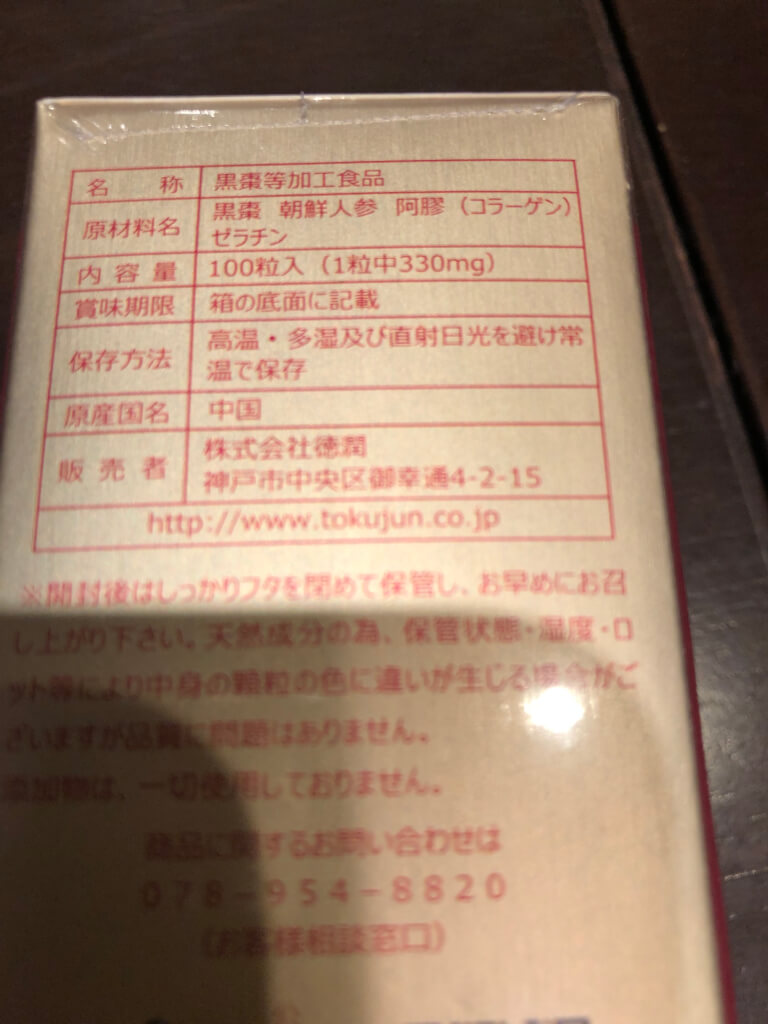 名 称 黒棗等加工食品
原材料名 黒棗 朝鮮人参 阿膠（コラーゲン）
ゼラチン
内 容 量 100粒入（1粒中330mg）
賞味期限 箱の底面に記載
保存方法 高温・多湿及び直射日光を避け常
温で保存
原産国名 中国
販 売 者 株式会社徳潤
神戸市中央区御幸通4-2-15
http://www.tokujun.co.jp
※開封後はしっかりフタを閉めて保管し、お早めにお召
し上がり下さい。天然成分の為、保管状態・湿度・ロ
ット等により中身の顆粒の色に違いが生じる場合がご
ざいますが品質に問題はありません。
添加物は、一切使用しておりません。
商品に関するお問い合わせは
078-954-8820
（お客様相談窓口）